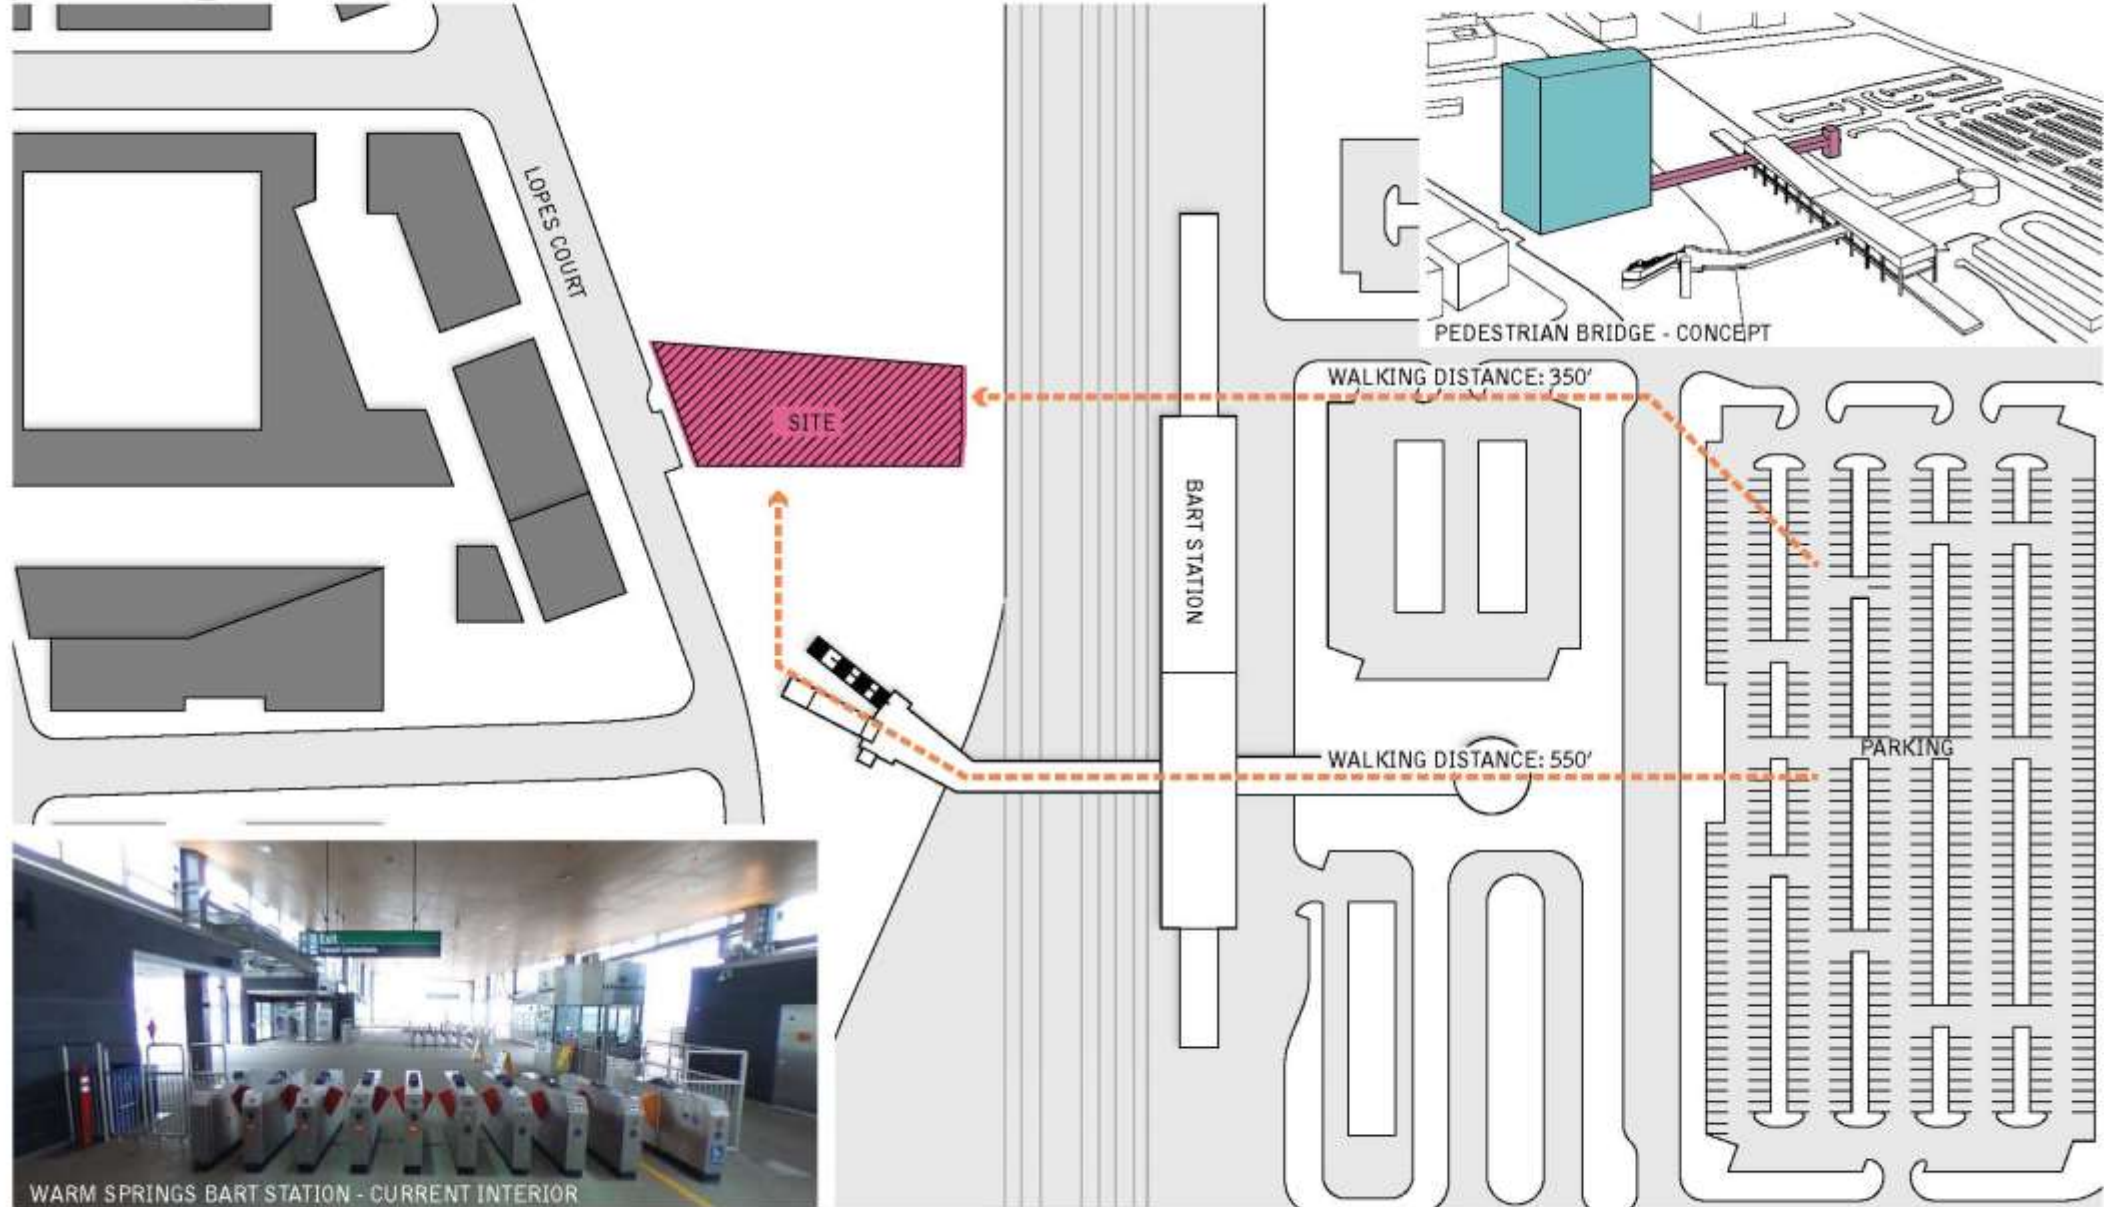 PEDESTRIAN BRIDGE - CONCEPT
LOPES COURT
WALKING DISTANCE: 350'
SITE
BART STATION
PARKING
WALKING DISTANCE: 550'
Exit
WARM SPRINGS BART STATION - CURRENT INTERIOR